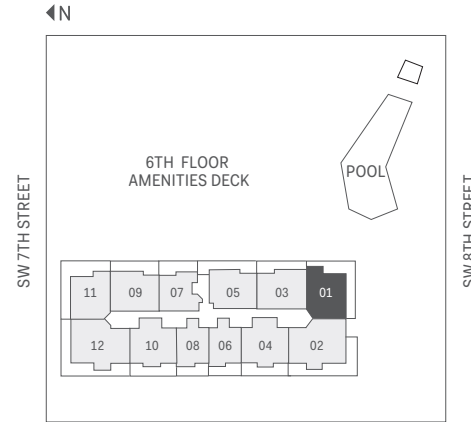 N
6TH FLOOR
AMENITIES DECK
POOL
SW 7TH STREET
SW 8TH STREET
11
09
07
05
03
01
12
10
08
06
04
02